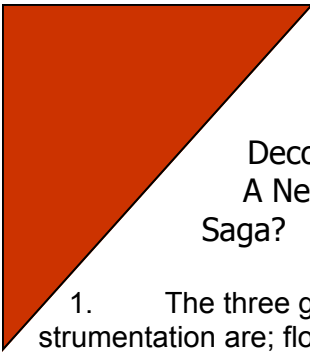 Deco
A Ne
Saga?
1. The three g
strumentation are; flo